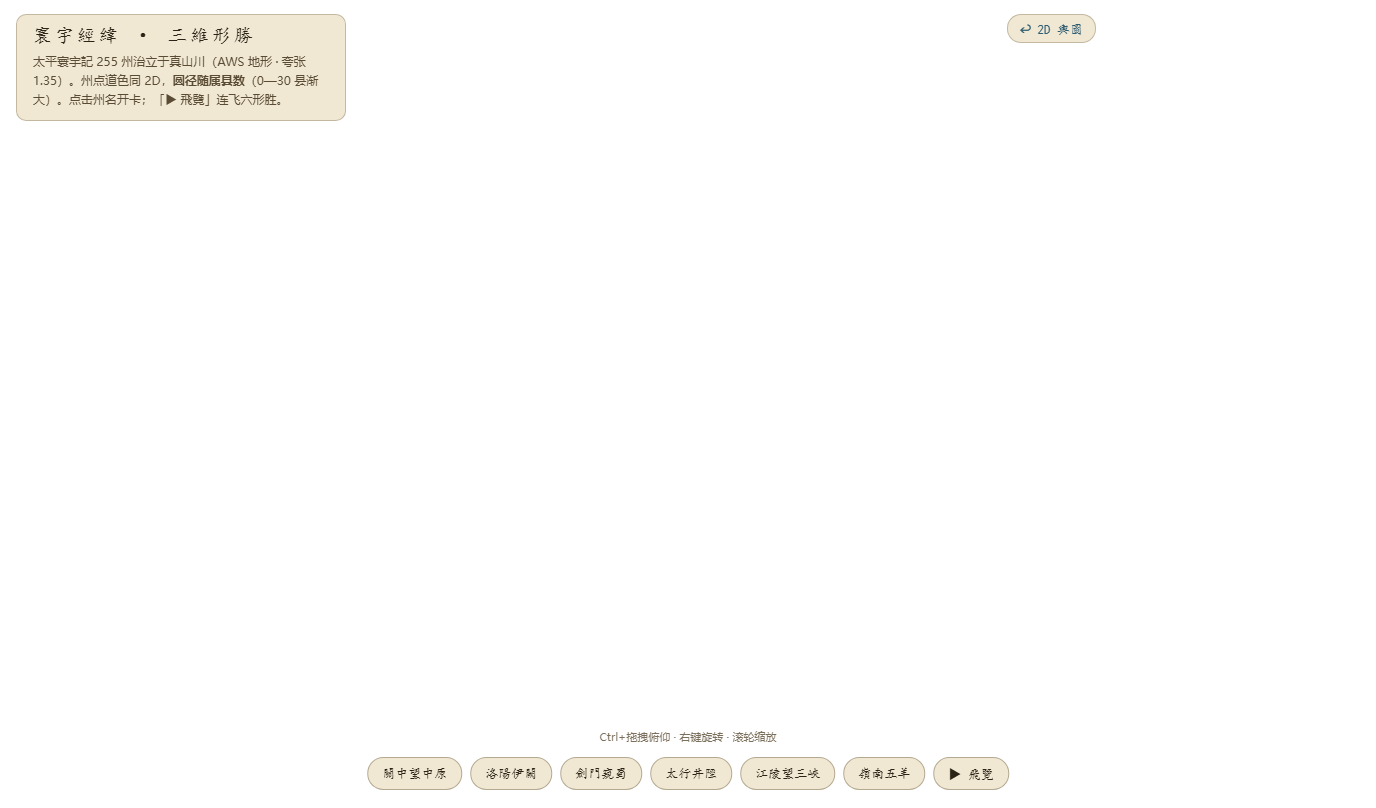 寰宇經緯 · 三維形勝
太平寰宇記 255 州治立于真山川（AWS 地形 · 夸张
1.35）。州点道色同 2D，圆径随属县数（0—30 县渐
大）。点击州名开卡；「▶ 飛覽」连飞六形胜。
↩ 2D 輿圖
Ctrl+拖拽俯仰 · 右键旋转 · 滚轮缩放
關中望中原
洛陽伊闕
劍門窺蜀
太行井陘
江陵望三峽
嶺南五羊
▶ 飛覽